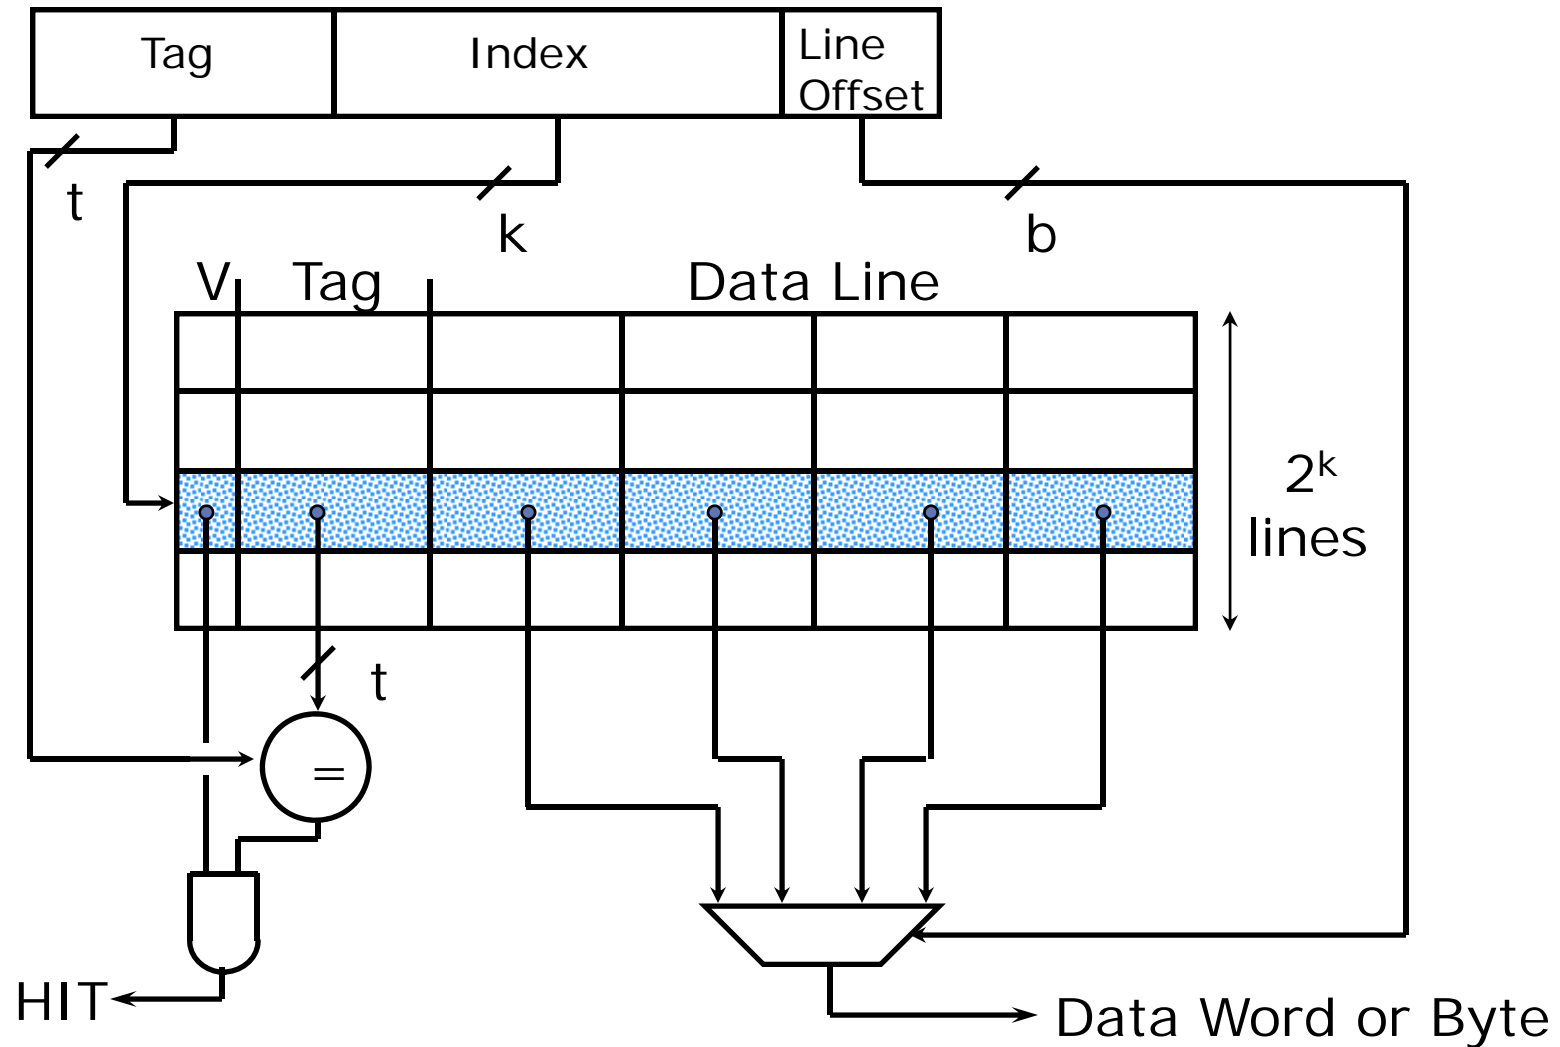 Tag
Index
Line
Offset
t
k
b
V
Tag
Data Line
2ᵏ
lines
t
=
HIT
Data Word or Byte